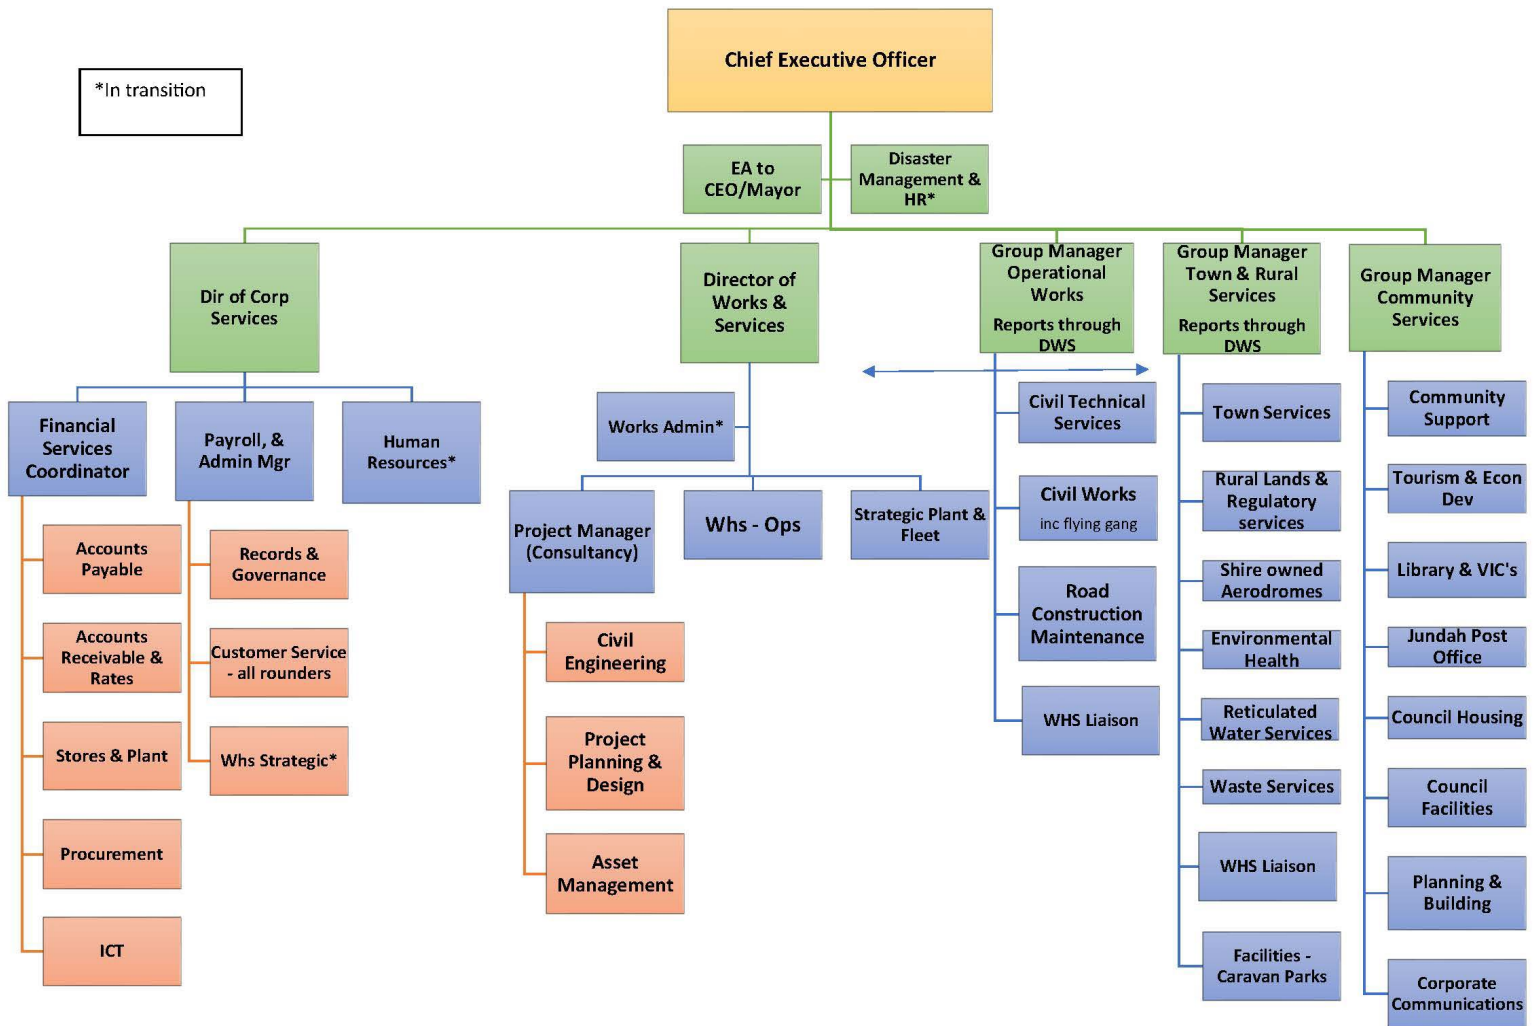 Chief Executive Officer
*In transition
EA to
CEO/Mayor
Disaster
Management &
HR*
Dir of Corp
Services
Director of
Works &
Services
Group Manager
Operational
Works
Reports through
DWS
Group Manager
Town & Rural
Services
Reports through
DWS
Group Manager
Community
Services
Financial
Services
Coordinator
Payroll, &
Admin Mgr
Human
Resources*
Accounts
Payable
Accounts
Receivable &
Rates
Stores & Plant
Procurement
ICT
Records &
Governance
Customer Service
- all rounders
Whs Strategic*
Works Admin*
Project Manager
(Consultancy)
Whs - Ops
Strategic Plant &
Fleet
Civil
Engineering
Project
Planning &
Design
Asset
Management
Civil Technical
Services
Civil Works
inc flying gang
Road
Construction
Maintenance
WHS Liaison
Town Services
Rural Lands &
Regulatory
services
Shire owned
Aerodromes
Environmental
Health
Reticulated
Water Services
Waste Services
WHS Liaison
Facilities -
Caravan Parks
Community
Support
Tourism & Econ
Dev
Library & VIC's
Jundah Post
Office
Council Housing
Council
Facilities
Planning &
Building
Corporate
Communications